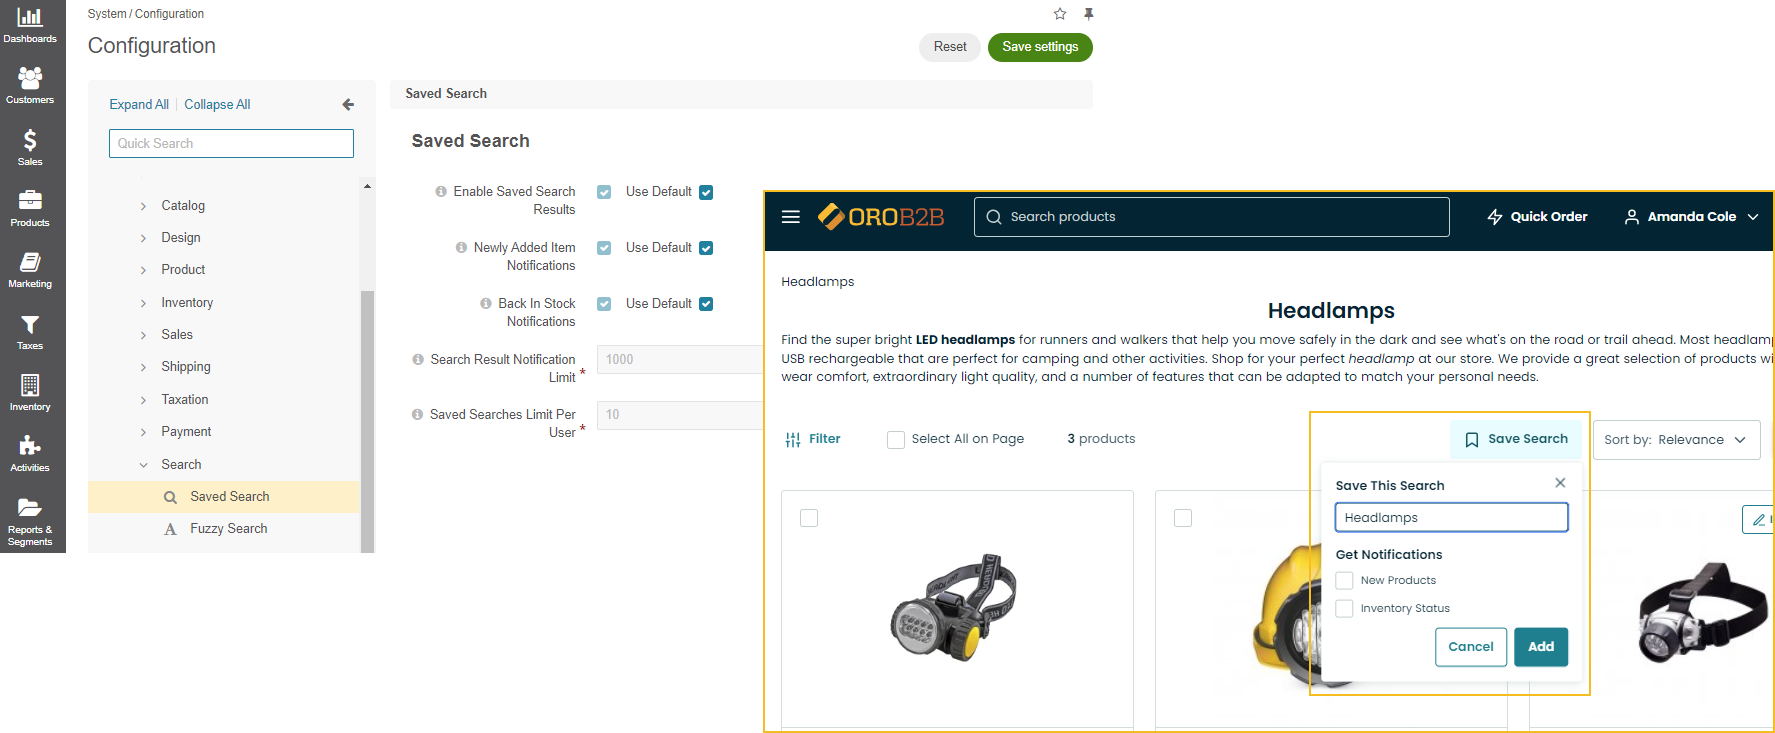 Dashboards
Customers
Sales
Products
Marketing
Taxes
Inventory
Activities
Reports &
Segments
System / Configuration
Configuration
Reset
Save settings
Expand All
Collapse All
Quick Search
Catalog
Design
Product
Inventory
Sales
Shipping
Taxation
Payment
Search
Saved Search
A Fuzzy Search
Saved Search
Saved Search
Enable Saved Search
Results
Use Default
Newly Added Item
Notifications
Use Default
Back In Stock
Notifications
Use Default
Search Result Notification
Limit *
1000
Saved Searches Limit Per
User *
10
OROB2B
Search products
Quick Order
Amanda Cole
Headlamps
Headlamps
Find the super bright LED headlamps for runners and walkers that help you move safely in the dark and see what's on the road or trail ahead. Most headlamp
USB rechargeable that are perfect for camping and other activities. Shop for your perfect headlamp at our store. We provide a great selection of products wi
wear comfort, extraordinary light quality, and a number of features that can be adapted to match your personal needs.
Filter
Select All on Page
3 products
Save Search
Sort by: Relevance
Save This Search
Headlamps
Get Notifications
New Products
Inventory Status
Cancel
Add